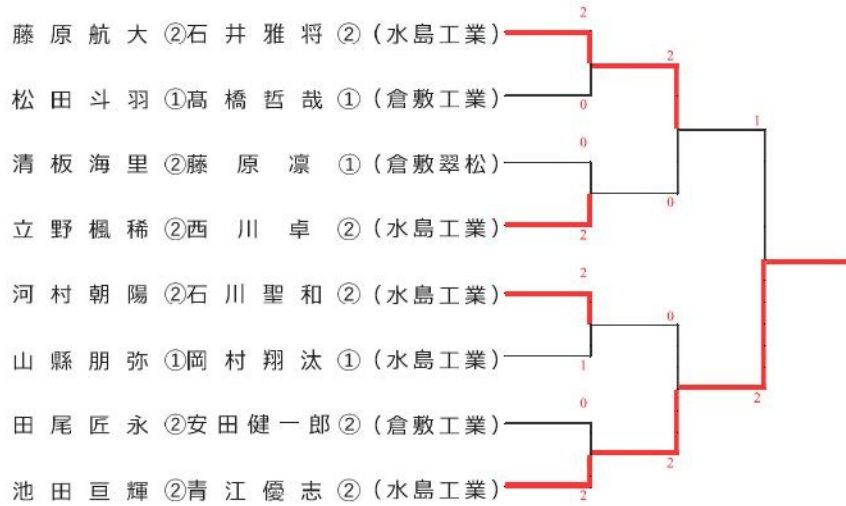 藤原航大②石井雅将②(水島工業)
2
松田斗羽①髙橋哲哉①(倉敷工業)
0
2
清板海里②藤原凛①(倉敷翠松)
0
立野楓稀②西川卓②(水島工業)
2
0
1
河村朝陽②石川聖和②(水島工業)
2
山縣朋弥①岡村翔汰①(水島工業)
1
0
田尾匠永②安田健一郎②(倉敷工業)
0
池田亘輝②青江優志②(水島工業)
2
2
2